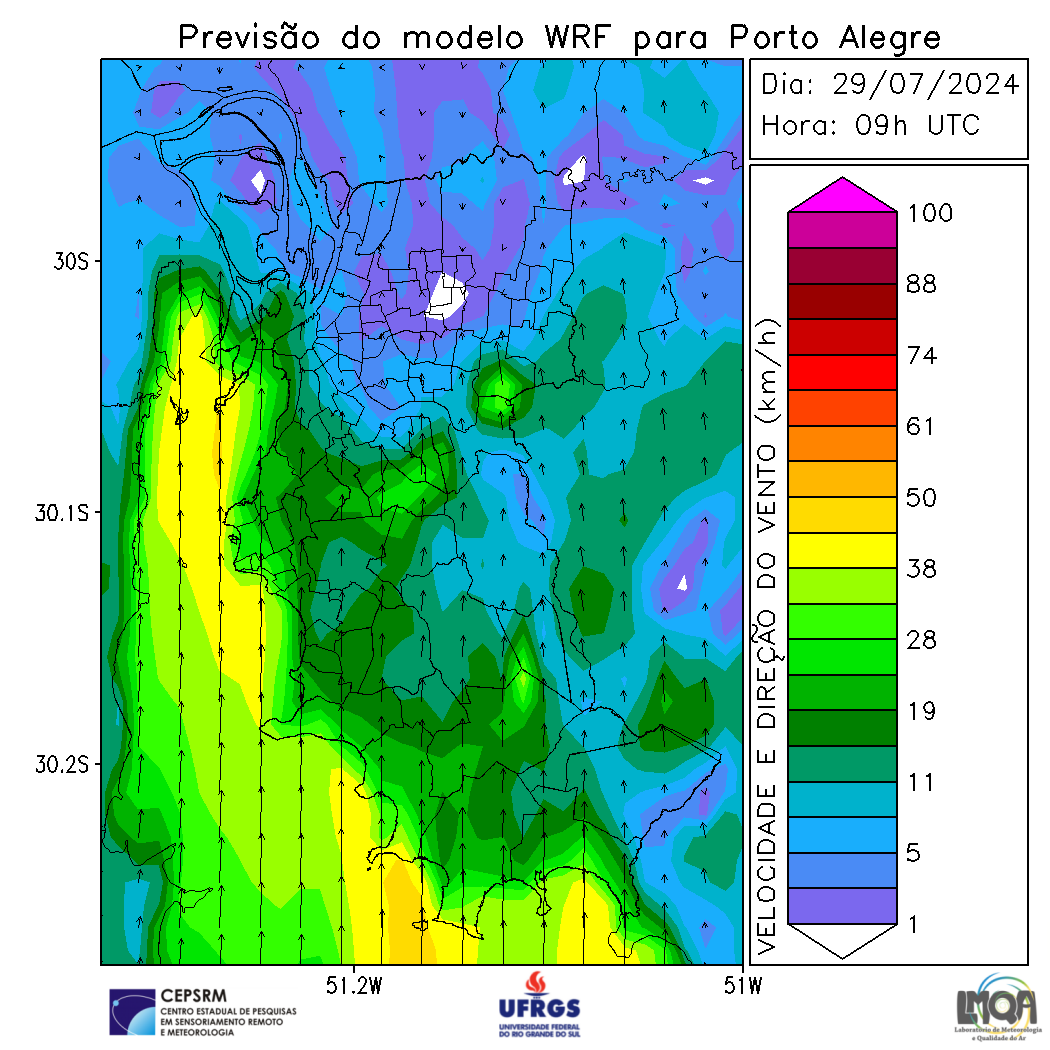 Previsão do modelo WRF para Porto Alegre
Dia: 29/07/2024
Hora: 09h UTC
30S
30.1S
30.2S
51.2W
51W
VELOCIDADE E DIREÇÃO DO VENTO (km/h)
100
88
74
61
50
38
28
19
11
5
1
CEPSRM
CENTRO ESTADUAL DE PESQUISAS
EM SENSORIAMENTO REMOTO
E METEOROLOGIA
UFRGS
UNIVERSIDADE FEDERAL
DO RIO GRANDE DO SUL
LMQA
Laboratório de Meteorologia
e Qualidade do Ar